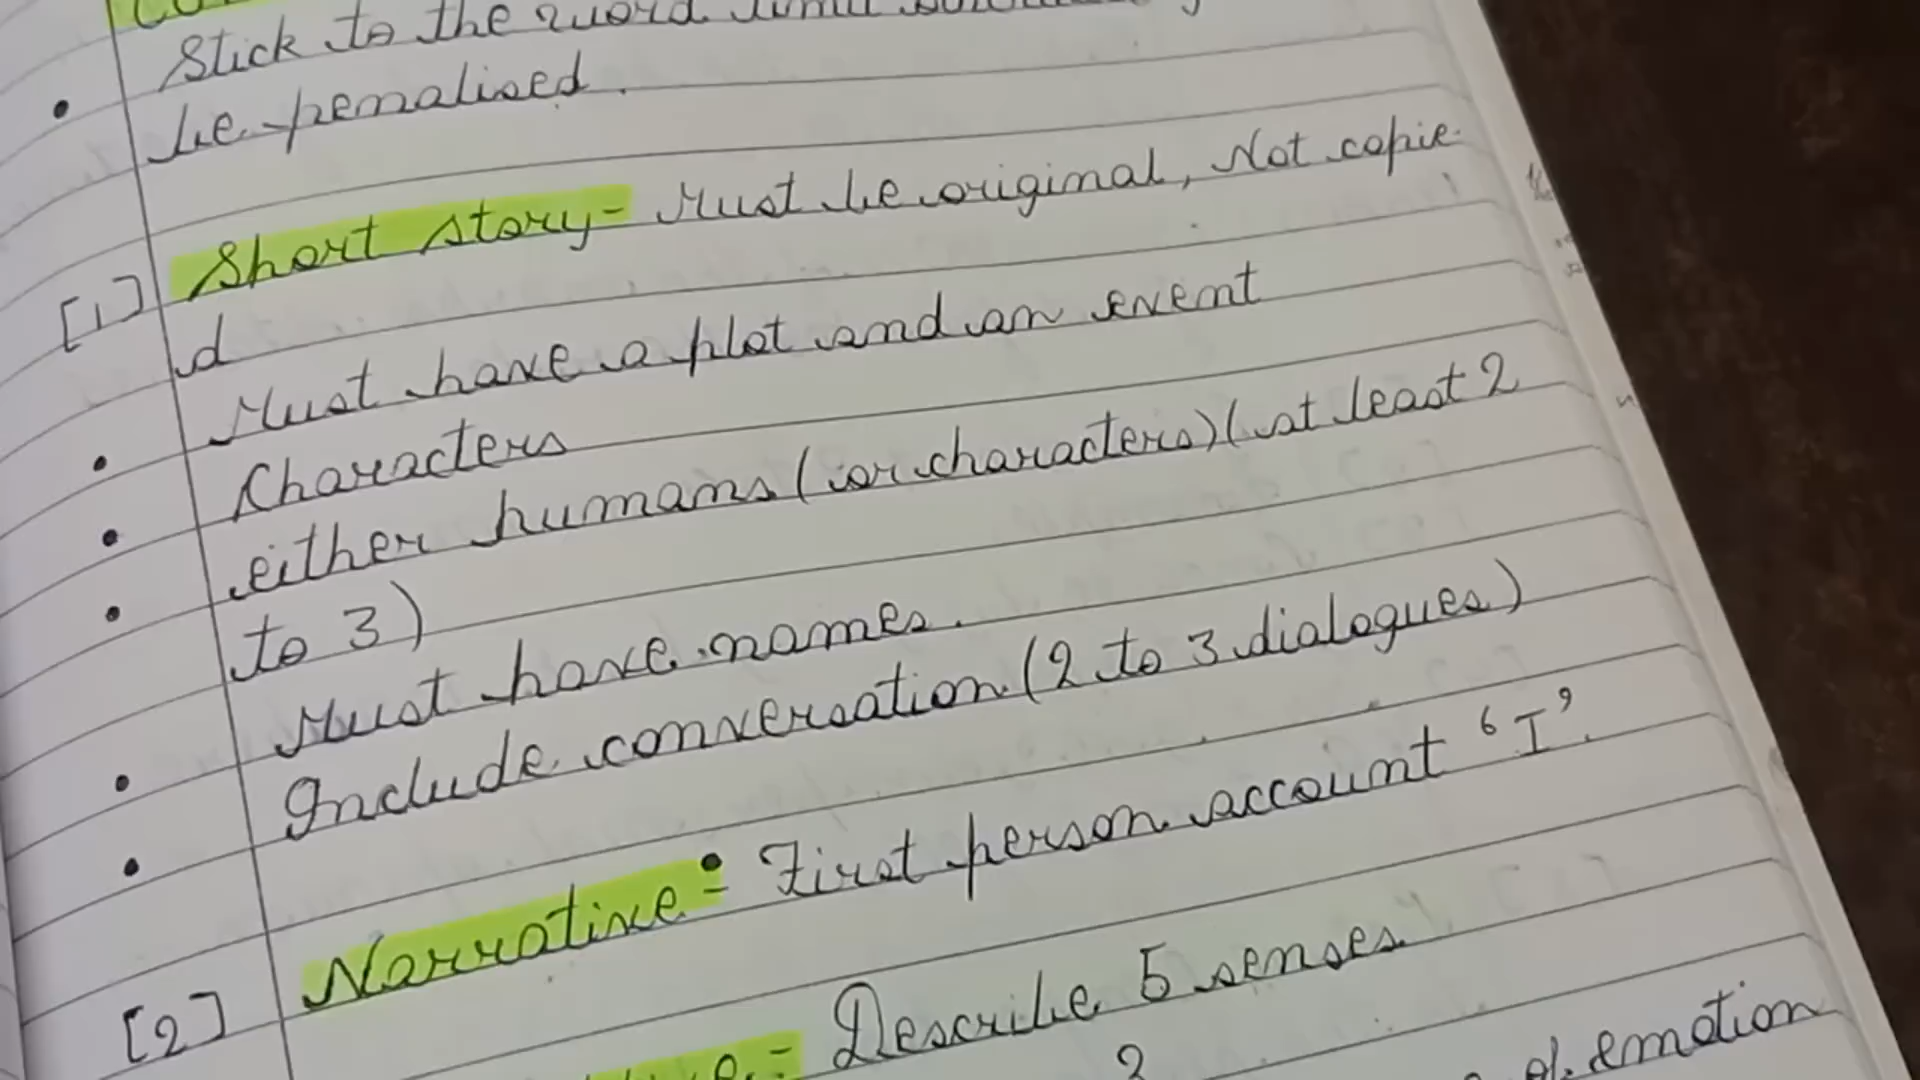 Stick to the word limit
be penalised.
[1] Short story- Must be original, Not copie
d
Must have a plot and an event
Characters
either humans (or characters) (at least 2
to 3)
Must have names.
Include conversation (2 to 3 dialogues)
[2] Narrative:- First person account 'I'.
Describe 5 senses
of emotion